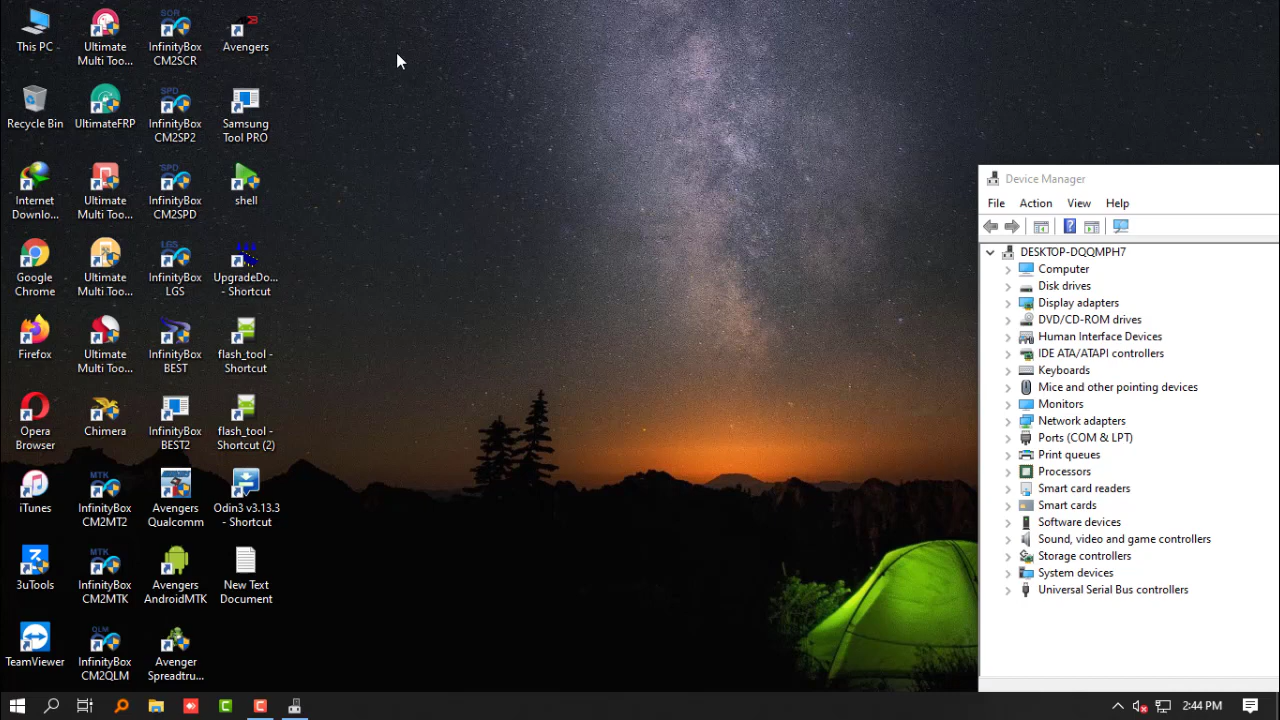 This PC
Ultimate
Multi Too...
SCR
InfinityBox
CM2SCR
Avengers
Recycle Bin
UltimateFRP
SPD
InfinityBox
CM2SP2
Samsung
Tool PRO
Internet
Downlo...
Ultimate
Multi Too...
SPD
InfinityBox
CM2SPD
shell
Google
Chrome
Ultimate
Multi Too...
LGS
InfinityBox
LGS
UpgradeDo...
- Shortcut
Firefox
Ultimate
Multi Too...
InfinityBox
BEST
flash_tool -
Shortcut
Opera
Browser
Chimera
InfinityBox
BEST2
flash_tool -
Shortcut (2)
iTunes
MTK
InfinityBox
CM2MT2
Avengers
Qualcomm
Odin3 v3.13.3
- Shortcut
3uTools
MTK
InfinityBox
CM2MTK
Avengers
AndroidMTK
New Text
Document
TeamViewer
QLM
InfinityBox
CM2QLM
Avenger
Spreadtru...
Device Manager
File Action View Help
DESKTOP-DQQMPH7
Computer
Disk drives
Display adapters
DVD/CD-ROM drives
Human Interface Devices
IDE ATA/ATAPI controllers
Keyboards
Mice and other pointing devices
Monitors
Network adapters
Ports (COM & LPT)
Print queues
Processors
Smart card readers
Smart cards
Software devices
Sound, video and game controllers
Storage controllers
System devices
Universal Serial Bus controllers
2:44 PM